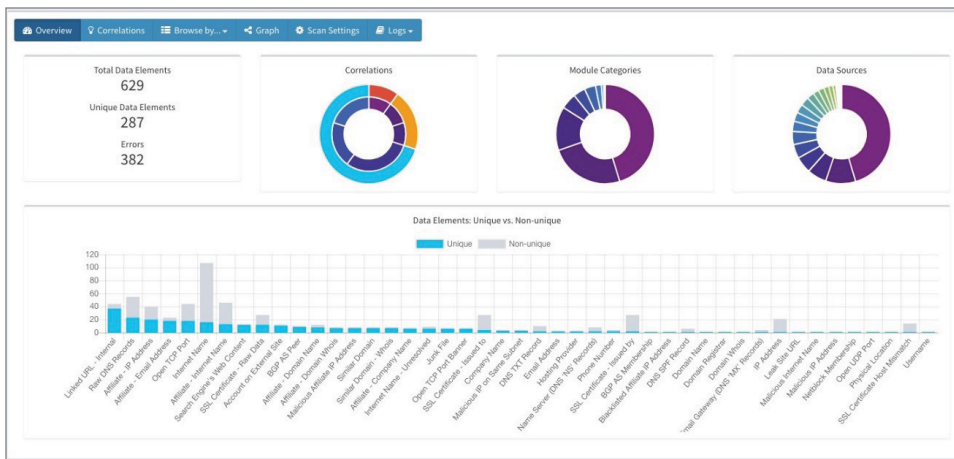 Overview Correlations Browse by... Graph Scan Settings Logs
Total Data Elements
629
Unique Data Elements
287
Errors
382
Correlations
Module Categories
Data Sources
Data Elements: Unique vs. Non-unique
Unique Non-unique
120
100
80
60
40
20
0
Linked URL - Internal
Raw DNS Records
Affiliate - IP Address
Affiliate - Email Address
Open TCP Port
Internet Name
Affiliate - Internet Name
Search Engine's Web Content
SSL Certificate - Raw Data
Account on External Site
BGP AS Peer
Affiliate - Domain Name
Affiliate - Domain Whois
Malicious Affiliate IP Address
Similar Domain
Similar Domain - Whois
Affiliate - Company Name
Internet Name - Unresolved
Junk File
Open TCP Port Banner
SSL Certificate - Issued to
Company Name
Malicious IP on Same Subnet
DNS TXT Record
Email Address
Hosting Provider
Name Server (DNS 'NS' Records)
Phone Number
SSL Certificate - Issued by
BGP AS Membership
Blacklisted Affiliate IP Address
DNS SPF Record
Domain Name
Domain Registrar
Domain Whois
mail Gateway (DNS 'MX' Records)
IP Address
Leak Site URL
Malicious Internet Name
Malicious IP Address
Netblock Membership
Open UDP Port
Physical Location
SSL Certificate Host Mismatch
Username